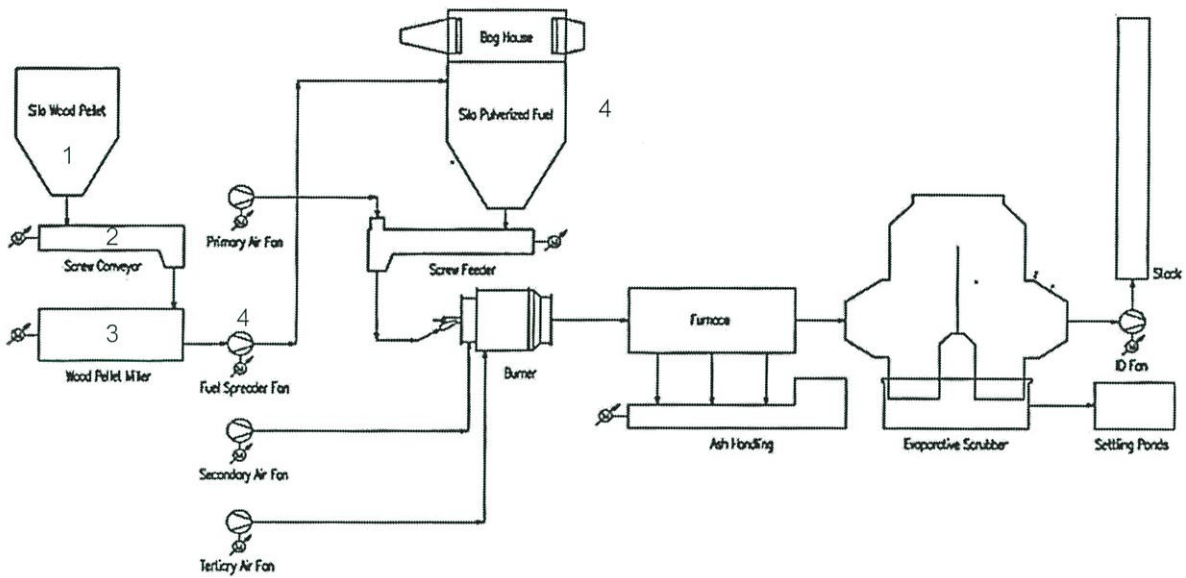 Bag House
Silo Wood Pellet
1
Silo Pulverized Fuel
4
2
Screw Conveyor
Primary Air Fan
Screw Feeder
Stack
3
Wood Pellet Miller
4
M
Fuel Spreader Fan
Burner
Furnace
ID Fan
Secondary Air Fan
Ash Handling
Evaporative Scrubber
Settling Ponds
Tertiary Air Fan
M
M
M
M
M
M
M
M